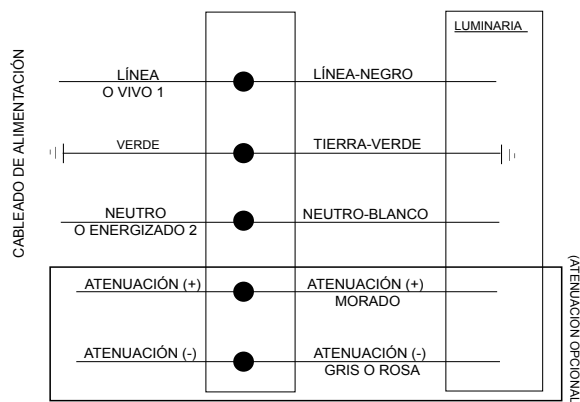 LUMINARIA
CABLEADO DE ALIMENTACIÓN
LÍNEA
O VIVO 1
LÍNEA-NEGRO
VERDE
TIERRA-VERDE
NEUTRO
O ENERGIZADO 2
NEUTRO-BLANCO
ATENUACIÓN (+)
ATENUACIÓN (+)
MORADO
ATENUACIÓN (-)
ATENUACIÓN (-)
GRIS O ROSA
(ATENUACION OPCIONAL